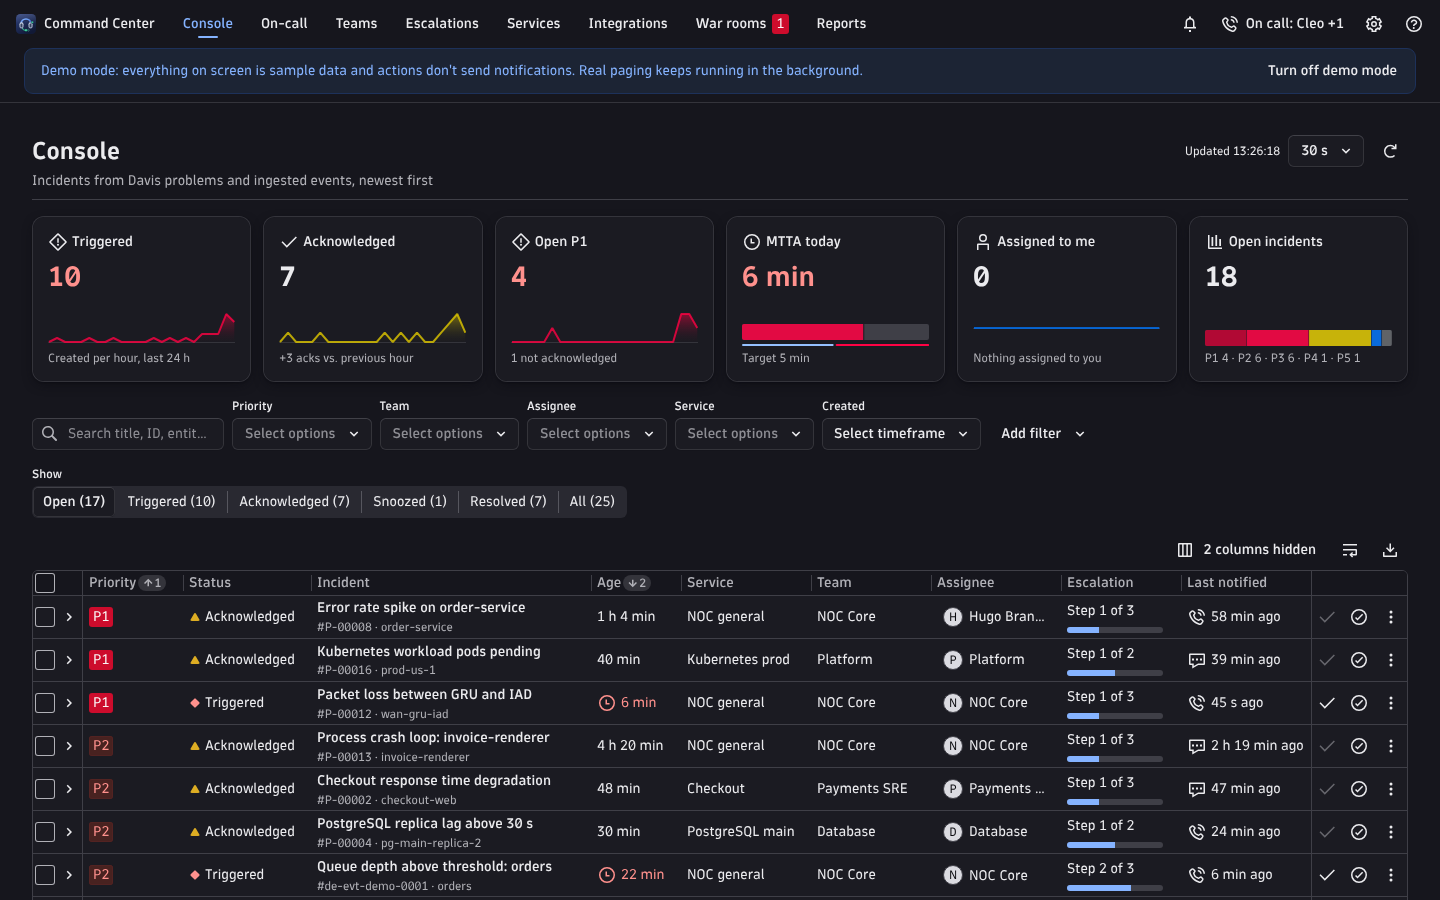 Command Center Console On-call Teams Escalations Services Integrations War rooms 1 Reports On call: Cleo +1
Demo mode: everything on screen is sample data and actions don't send notifications. Real paging keeps running in the background. Turn off demo mode
Console Updated 13:26:18 30 s
Incidents from Davis problems and ingested events, newest first
Triggered Acknowledged Open P1 MTTA today Assigned to me Open incidents
10 7 4 6 min 0 18
Created per hour, last 24 h +3 acks vs. previous hour 1 not acknowledged Target 5 min Nothing assigned to you P1 4 · P2 6 · P3 6 · P4 1 · P5 1
Priority Team Assignee Service Created
Search title, ID, entit... Select options Select options Select options Select options Select timeframe Add filter
Show
Open (17) Triggered (10) Acknowledged (7) Snoozed (1) Resolved (7) All (25)
2 columns hidden
Priority 1 Status Incident Age 2 Service Team Assignee Escalation Last notified
P1 Acknowledged Error rate spike on order-service 1 h 4 min NOC general NOC Core H Hugo Bran... Step 1 of 3 58 min ago
#P-00008 · order-service
P1 Acknowledged Kubernetes workload pods pending 40 min Kubernetes prod Platform P Platform Step 1 of 2 39 min ago
#P-00016 · prod-us-1
P1 Triggered Packet loss between GRU and IAD 6 min NOC general NOC Core N NOC Core Step 1 of 3 45 s ago
#P-00012 · wan-gru-iad
P2 Acknowledged Process crash loop: invoice-renderer 4 h 20 min NOC general NOC Core N NOC Core Step 1 of 3 2 h 19 min ago
#P-00013 · invoice-renderer
P2 Acknowledged Checkout response time degradation 48 min Checkout Payments SRE P Payments ... Step 1 of 3 47 min ago
#P-00002 · checkout-web
P2 Acknowledged PostgreSQL replica lag above 30 s 30 min PostgreSQL main Database D Database Step 1 of 2 24 min ago
#P-00004 · pg-main-replica-2
P2 Triggered Queue depth above threshold: orders 22 min NOC general NOC Core N NOC Core Step 2 of 3 6 min ago
#de-evt-demo-0001 · orders